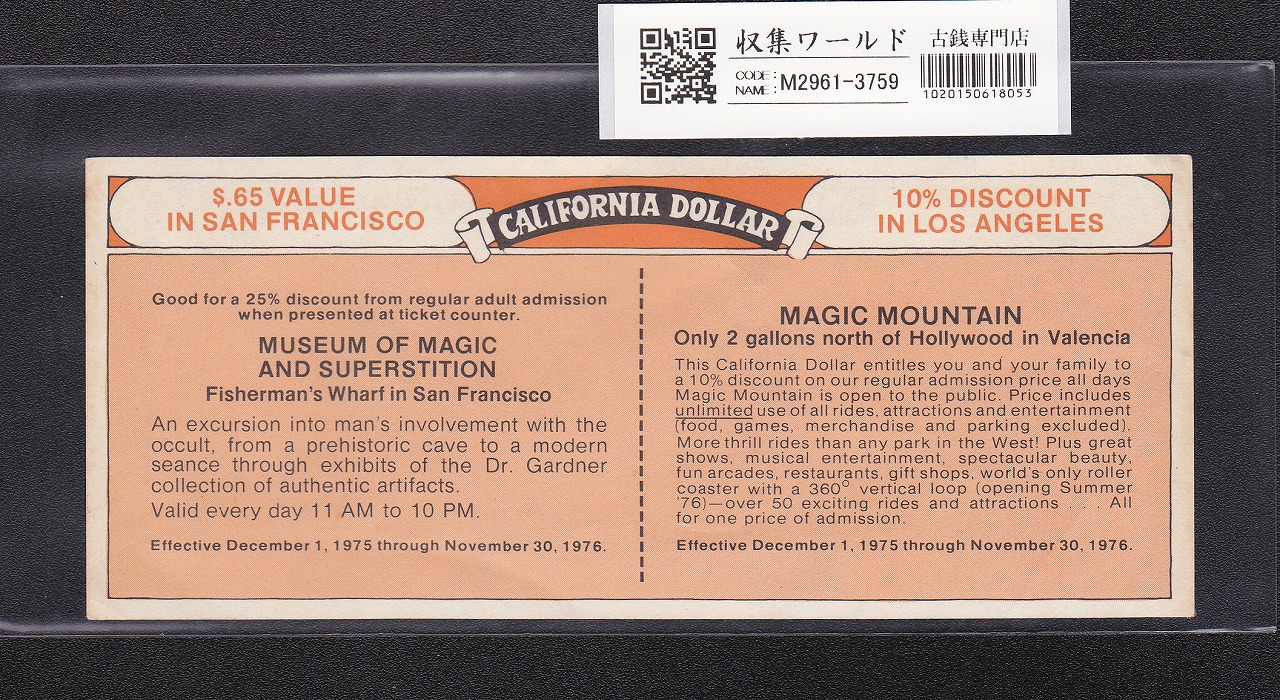 収集ワールド 古銭専門店
CODE:
NAME: M2961-3759
1020150618053
$.65 VALUE
IN SAN FRANCISCO
CALIFORNIA DOLLAR
10% DISCOUNT
IN LOS ANGELES
Good for a 25% discount from regular adult admission
when presented at ticket counter.
MUSEUM OF MAGIC
AND SUPERSTITION
Fisherman's Wharf in San Francisco
An excursion into man's involvement with the
occult, from a prehistoric cave to a modern
seance through exhibits of the Dr. Gardner
collection of authentic artifacts.
Valid every day 11 AM to 10 PM.
Effective December 1, 1975 through November 30, 1976.
MAGIC MOUNTAIN
Only 2 gallons north of Hollywood in Valencia
This California Dollar entitles you and your family to
a 10% discount on our regular admission price all days
Magic Mountain is open to the public. Price includes
unlimited use of all rides, attractions and entertainment
(food, games, merchandise and parking excluded).
More thrill rides than any park in the West! Plus great
shows, musical entertainment, spectacular beauty,
fun arcades, restaurants, gift shops, world's only roller
coaster with a 360° vertical loop (opening Summer
'76)—over 50 exciting rides and attractions . . . All
for one price of admission.
Effective December 1, 1975 through November 30, 1976.